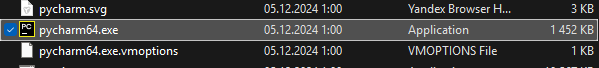 pycharm.svg 05.12.2024 1:00 Yandex Browser H... 3 KB
PC pycharm64.exe 05.12.2024 1:00 Application 1 452 KB
pycharm64.exe.vmoptions 05.12.2024 1:00 VMOPTIONS File 1 KB